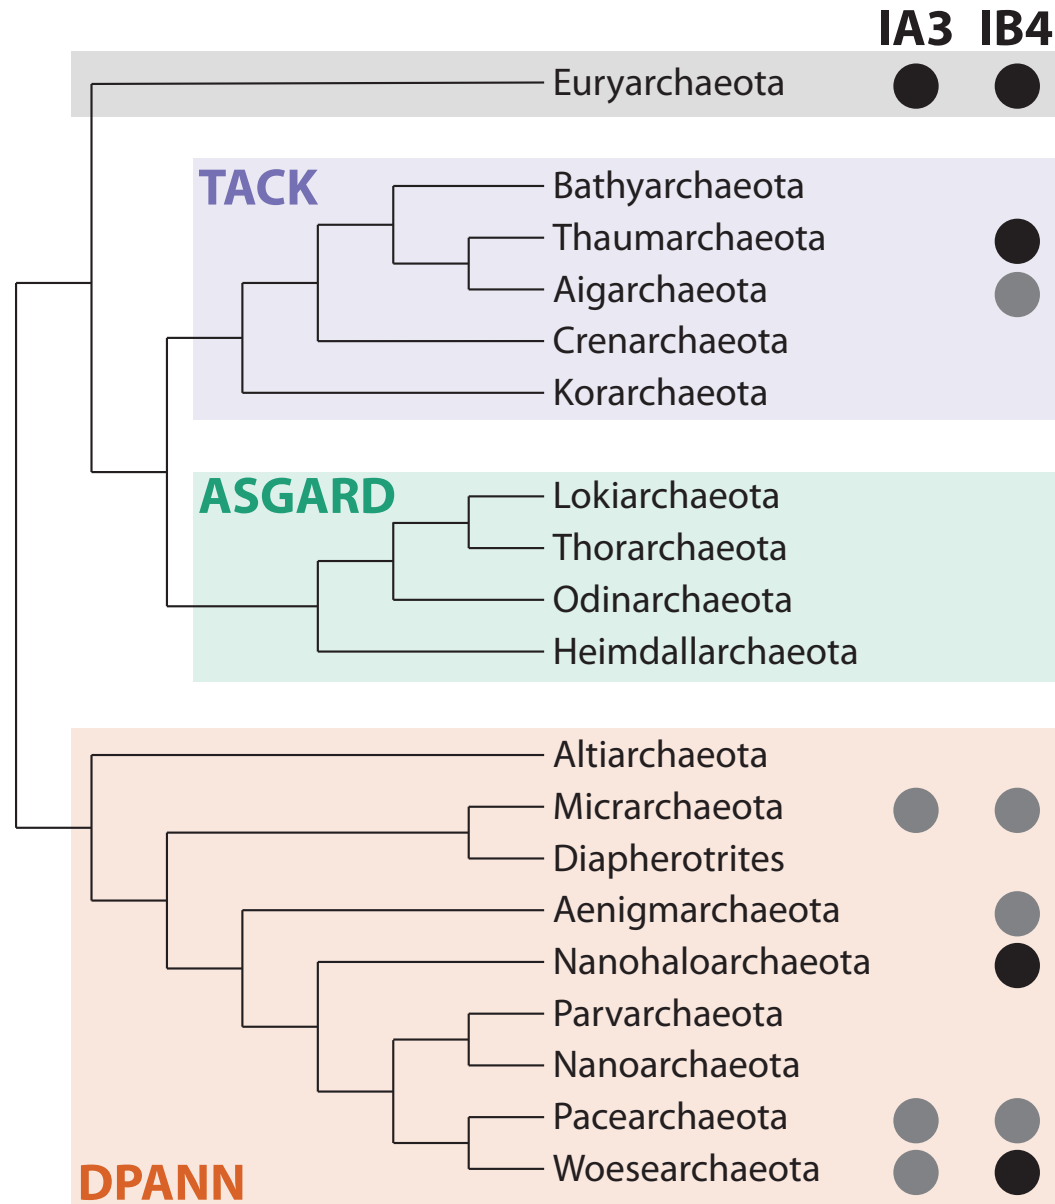 IA3 IB4
Euryarchaeota
TACK
Bathyarchaeota
Thaumarchaeota
Aigarchaeota
Crenarchaeota
Korarchaeota
ASGARD
Lokiarchaeota
Thorarchaeota
Odinarchaeota
Heimdallarchaeota
Altiarchaeota
Micrarchaeota
Diapherotrites
Aenigmarchaeota
Nanohaloarchaeota
Parvarchaeota
Nanoarchaeota
Pacearchaeota
Woesearchaeota
DPANN